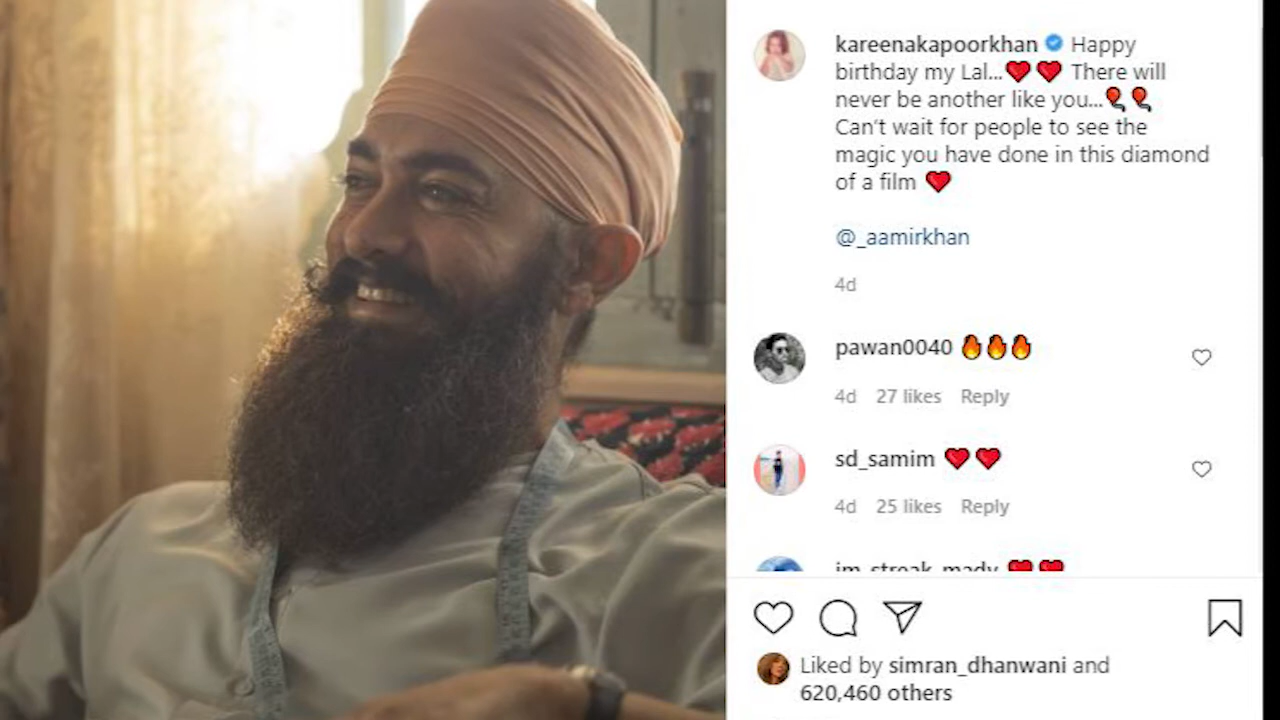 kareenakapoorkhan Happy
birthday my Lal...❤️❤️ There will
never be another like you...🎈🎈
Can't wait for people to see the
magic you have done in this diamond
of a film ❤️
@_aamirkhan
4d
pawan0040 🔥🔥🔥
4d 27 likes Reply
sd_samim ❤️❤️
4d 25 likes Reply
im_streak_mady ❤️❤️
Liked by simran_dhanwani and
620,460 others